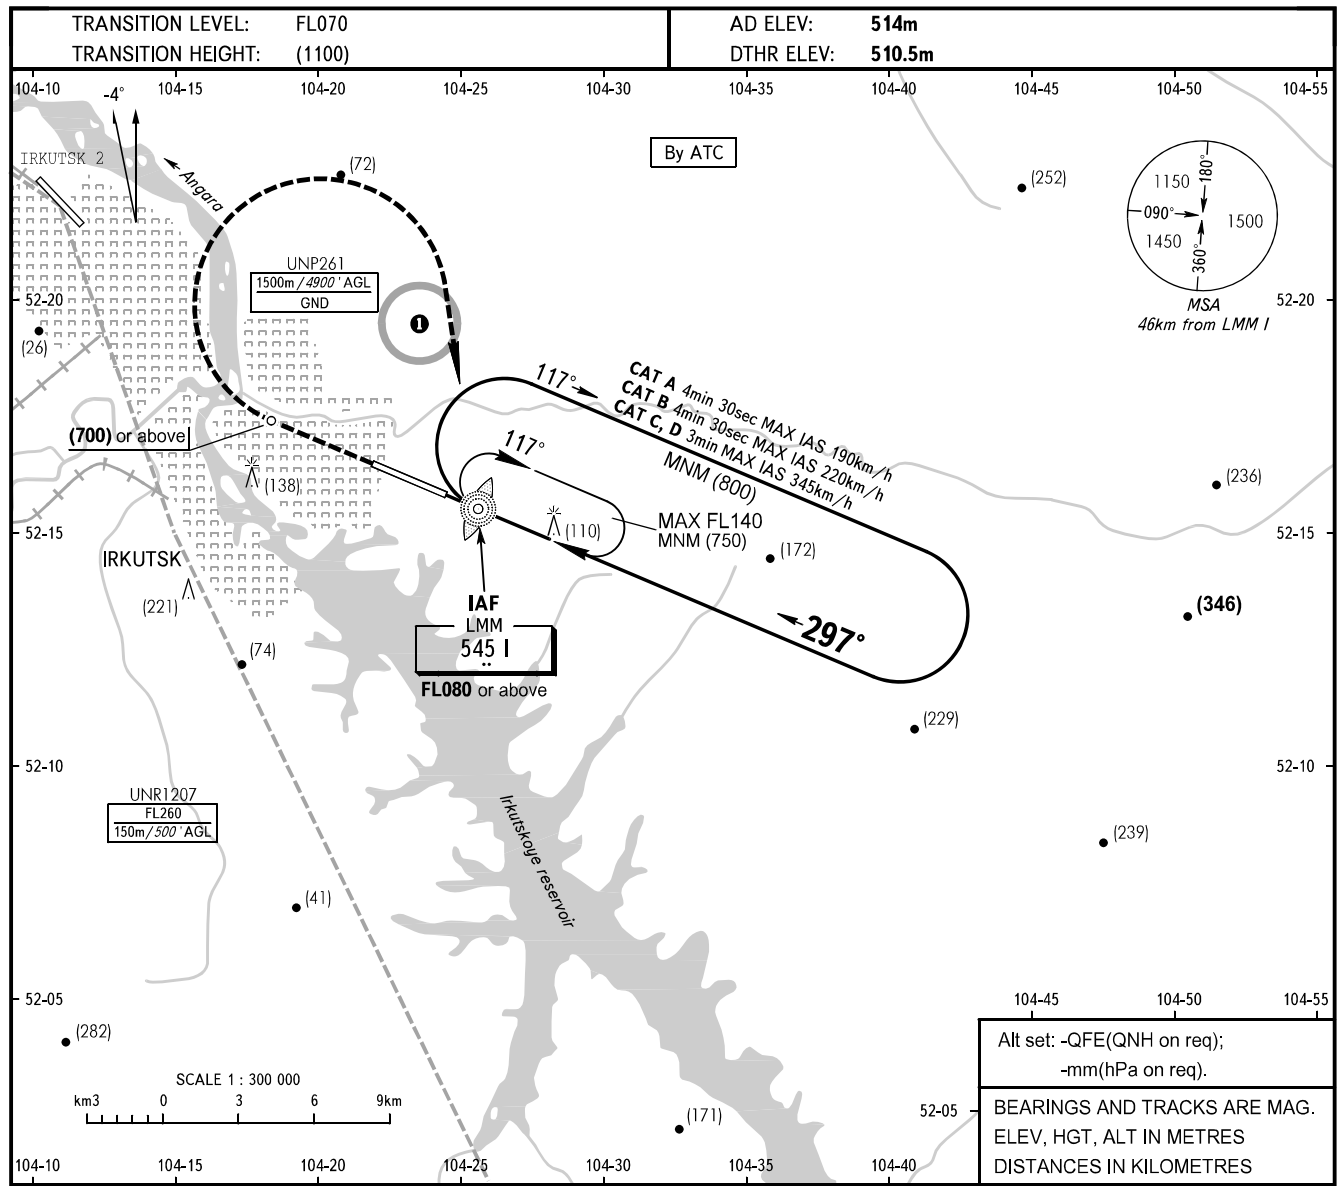 TRANSITION LEVEL: FL070
TRANSITION HEIGHT: (1100)
AD ELEV: 514m
DTHR ELEV: 510.5m
104-10 104-15 104-20 104-25 104-30 104-35 104-40 104-45 104-50 104-55
-4°
IRKUTSK 2
Angara
(72)
By ATC
(252)
1150
180°
090°
1500
1450
360°
MSA
46km from LMM I
UNP261
1500m/4900'AGL
GND
52-20
52-20
1
(26)
117°
CAT A 4min 30sec MAX IAS 190km/h
CAT B 4min 30sec MAX IAS 220km/h
CAT C, D 3min MAX IAS 345km/h
MNM (800)
(700) or above
117°
(138)
(236)
MAX FL140
MNM (750)
(110)
52-15
52-15
(172)
IRKUTSK
(221)
IAF
LMM
545 I
..
FL080 or above
(346)
297°
(74)
(229)
52-10
52-10
UNR1207
FL260
150m/500'AGL
Irkutskoye reservoir
(239)
(41)
52-05
104-45 104-50 104-55
(282)
Alt set: -QFE(QNH on req);
-mm(hPa on req).
SCALE 1 : 300 000
km3 0 3 6 9km
(171)
52-05
BEARINGS AND TRACKS ARE MAG.
ELEV, HGT, ALT IN METRES
DISTANCES IN KILOMETRES
104-10 104-15 104-20 104-25 104-30 104-35 104-40